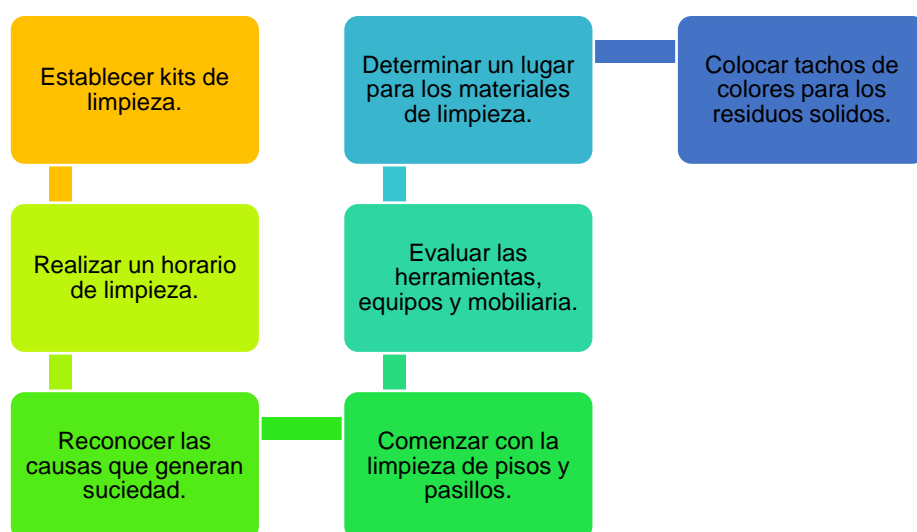 Establecer kits de
limpieza.
Realizar un horario
de limpieza.
Reconocer las
causas que generan
suciedad.
Comenzar con la
limpieza de pisos y
pasillos.
Evaluar las
herramientas,
equipos y mobiliaria.
Determinar un lugar
para los materiales
de limpieza.
Colocar tachos de
colores para los
residuos solidos.